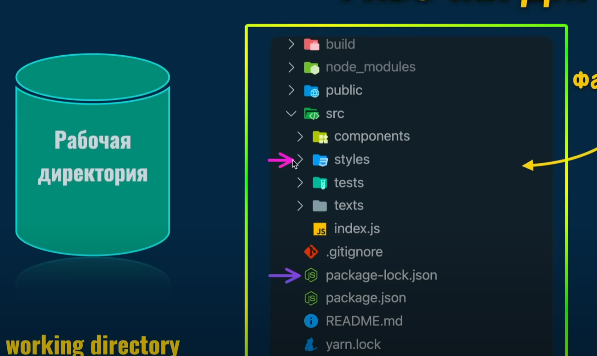 Рабочая
директория
working directory
build
node_modules
public
src
components
styles
tests
texts
index.js
.gitignore
package-lock.json
package.json
README.md
yarn.lock